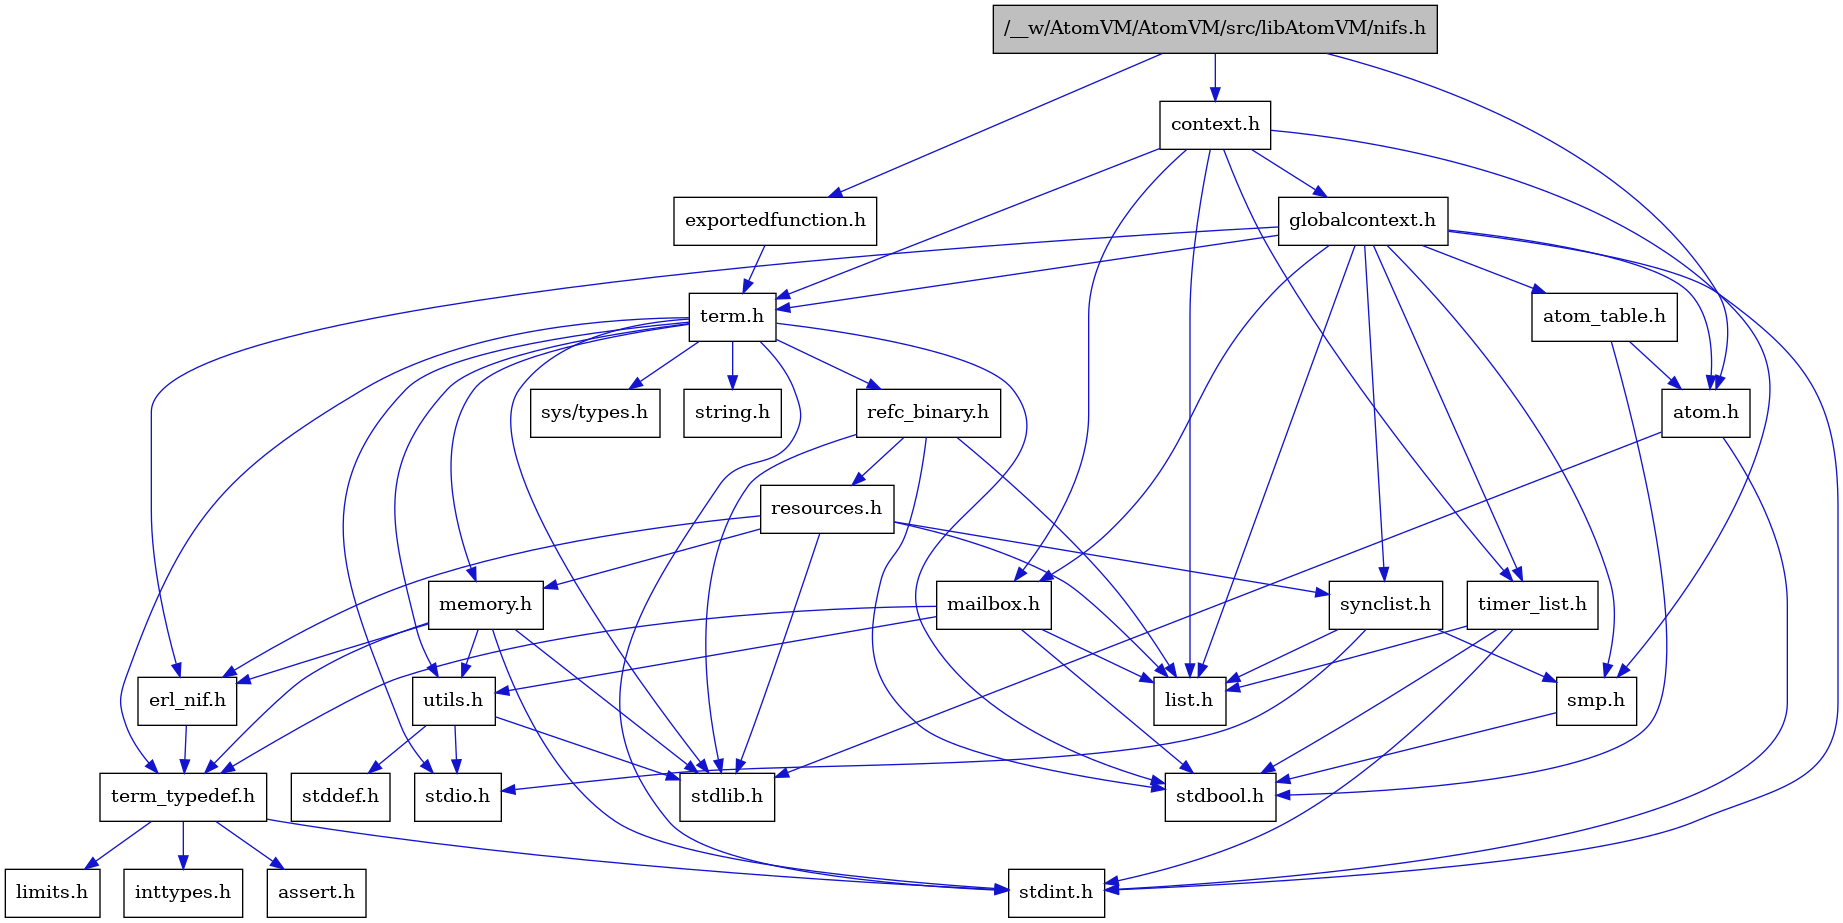 /__w/AtomVM/AtomVM/src/libAtomVM/nifs.h
context.h
exportedfunction.h
globalcontext.h
term.h
atom_table.h
sys/types.h
string.h
refc_binary.h
atom.h
resources.h
memory.h
mailbox.h
synclist.h
timer_list.h
erl_nif.h
utils.h
list.h
smp.h
term_typedef.h
stddef.h
stdio.h
stdlib.h
stdbool.h
limits.h
inttypes.h
assert.h
stdint.h